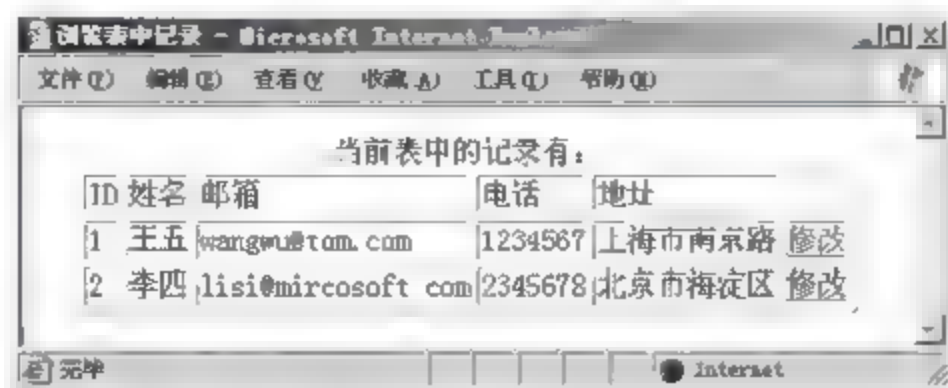 浏览表中记录 - Microsoft Internet
文件(F) 编辑(E) 查看(V) 收藏(A) 工具(T) 帮助(H)
当前表中的记录有:
ID 姓名 邮箱 电话 地址
1 王五 wangwu@tom.com 1234567 上海市南京路 修改
2 李四 lisi@mircosoft com 2345678 北京市海淀区 修改
完毕 Internet